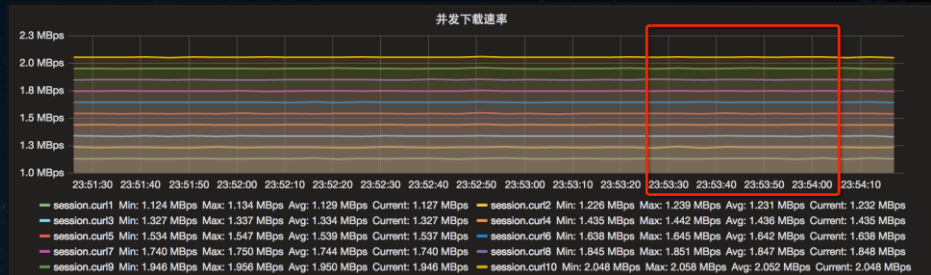 并发下载速率
2.3 MBps
2.0 MBps
1.8 MBps
1.5 MBps
1.3 MBps
1.0 MBps
23:51:30 23:51:40 23:51:50 23:52:00 23:52:10 23:52:20 23:52:30 23:52:40 23:52:50 23:53:00 23:53:10 23:53:20 23:53:30 23:53:40 23:53:50 23:54:00 23:54:10
session.curl1 Min: 1.124 MBps Max: 1.134 MBps Avg: 1.129 MBps Current: 1.127 MBps session.curl2 Min: 1.226 MBps Max: 1.239 MBps Avg: 1.231 MBps Current: 1.232 MBps
session.curl3 Min: 1.327 MBps Max: 1.337 MBps Avg: 1.334 MBps Current: 1.327 MBps session.curl4 Min: 1.435 MBps Max: 1.442 MBps Avg: 1.436 MBps Current: 1.435 MBps
session.curl5 Min: 1.534 MBps Max: 1.547 MBps Avg: 1.539 MBps Current: 1.537 MBps session.curl6 Min: 1.638 MBps Max: 1.645 MBps Avg: 1.642 MBps Current: 1.638 MBps
session.curl7 Min: 1.740 MBps Max: 1.750 MBps Avg: 1.744 MBps Current: 1.740 MBps session.curl8 Min: 1.845 MBps Max: 1.851 MBps Avg: 1.847 MBps Current: 1.848 MBps
session.curl9 Min: 1.946 MBps Max: 1.956 MBps Avg: 1.950 MBps Current: 1.946 MBps session.curl10 Min: 2.048 MBps Max: 2.058 MBps Avg: 2.052 MBps Current: 2.048 MBps